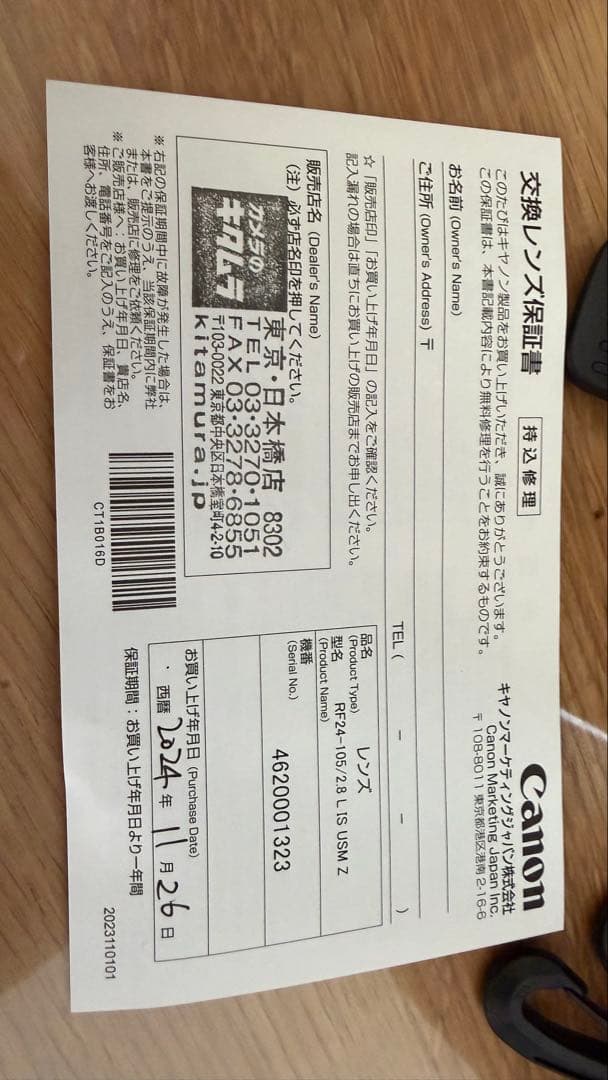 交換レンズ保証書
持込修理
Canon
キヤノンマーケティングジャパン株式会社
Canon Marketing Japan Inc.
〒108-8011 東京都港区港南 2-16-6
このたびはキヤノン製品をお買い上げいただき、誠にありがとうございます。
この保証書は、本書記載内容により無料修理を行うことをお約束するものです。
お名前 (Owner's Name)
ご住所 (Owner's Address) 〒
TEL ( － － )
☆「販売店印」「お買い上げ年月日」の記入をご確認ください。
記入漏れの場合は直ちにお買い上げの販売店までお申し出ください。
販売店名 (Dealer's Name)
(注) 必ず店名印を押してください。
カメラの
キタムラ
東京・日本橋店 8302
TEL 03・3270・1051
FAX 03・3278・6855
〒103-0022 東京都中央区日本橋室町4-2-10
kitamura.jp
※ 右記の保証期間中に故障が発生した場合は、
本書をご提示のうえ、当該保証期間内に弊社
または、販売店に修理をご依頼ください。
※ ご販売店様へ：お買い上げ年月日、貴店名、
住所、電話番号をご記入のうえ、保証書をお
客様へお渡しください。
CT1B016D
品名
(Product Type)
レンズ
型名
(Product Name)
RF24-105/2.8 L IS USM Z
機番
(Serial No.)
4620001323
お買い上げ年月日 (Purchase Date)
・ 西暦 2024 年 11 月 26 日
保証期間：お買い上げ年月日より一年間
2023110101